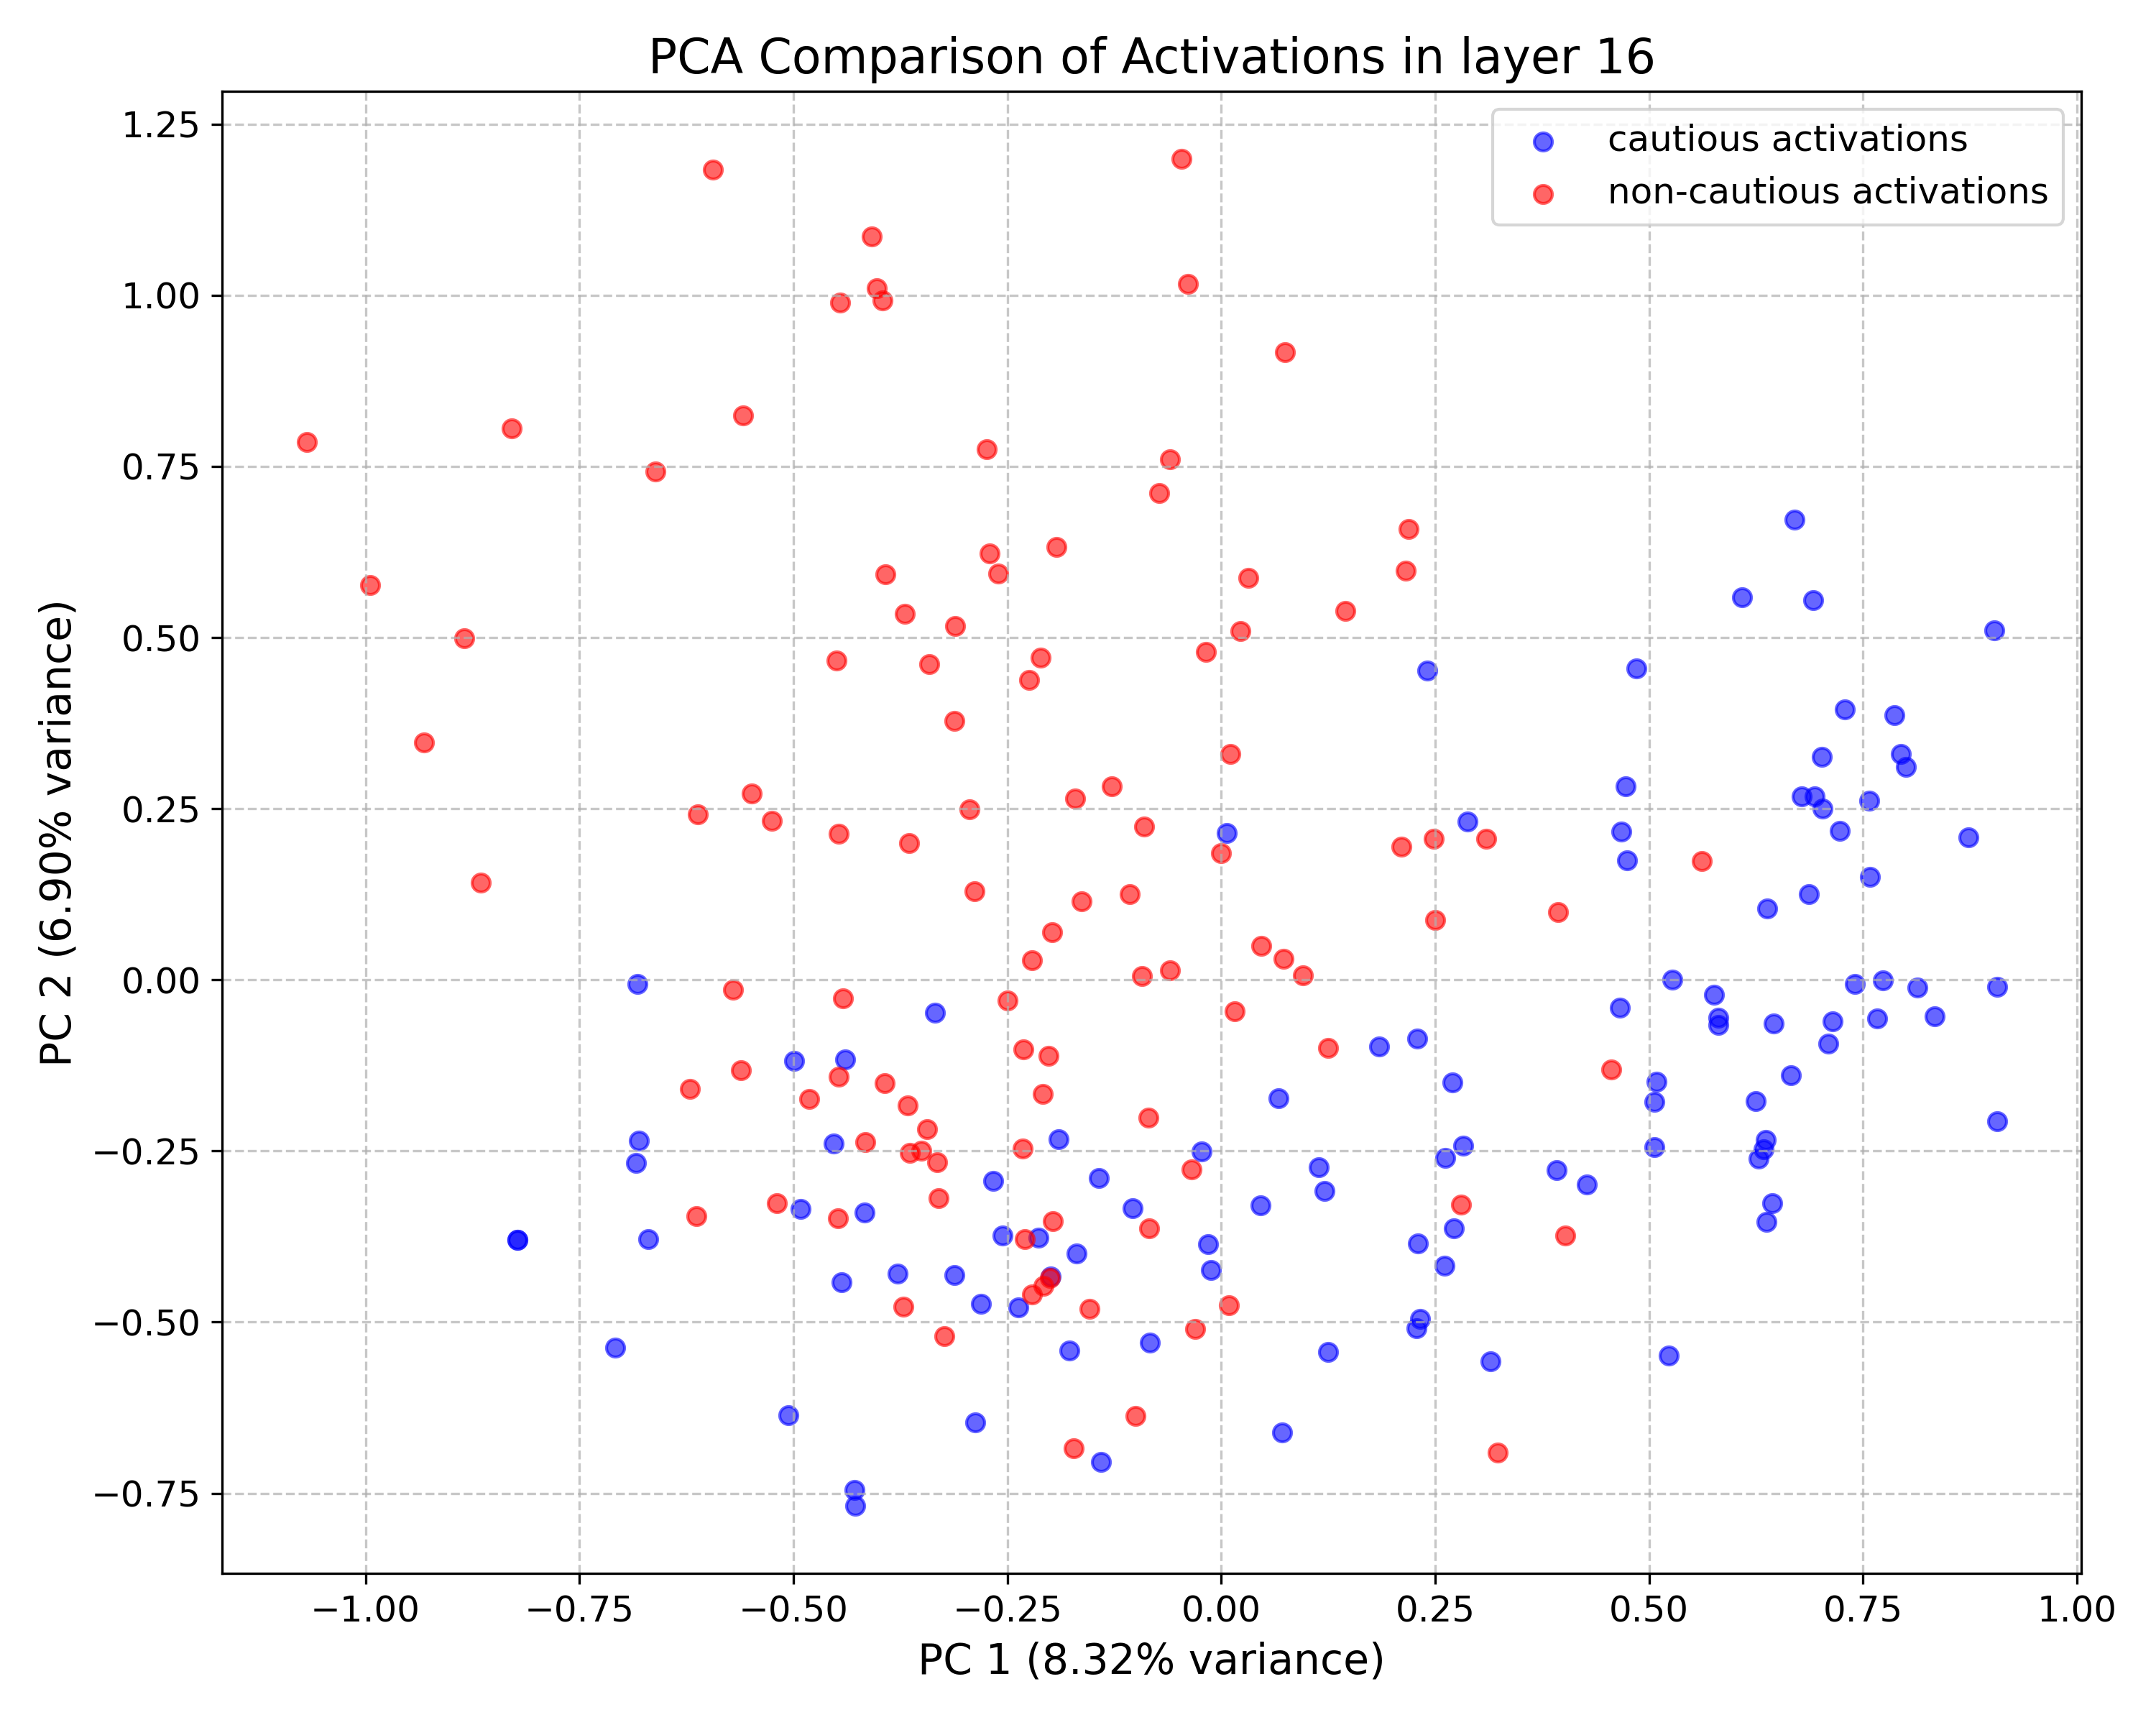 PCA Comparison of Activations in layer 16
cautious activations
non-cautious activations
PC 2 (6.90% variance)
1.25
1.00
0.75
0.50
0.25
0.00
−0.25
−0.50
−0.75
−1.00 −0.75 −0.50 −0.25 0.00 0.25 0.50 0.75 1.00
PC 1 (8.32% variance)